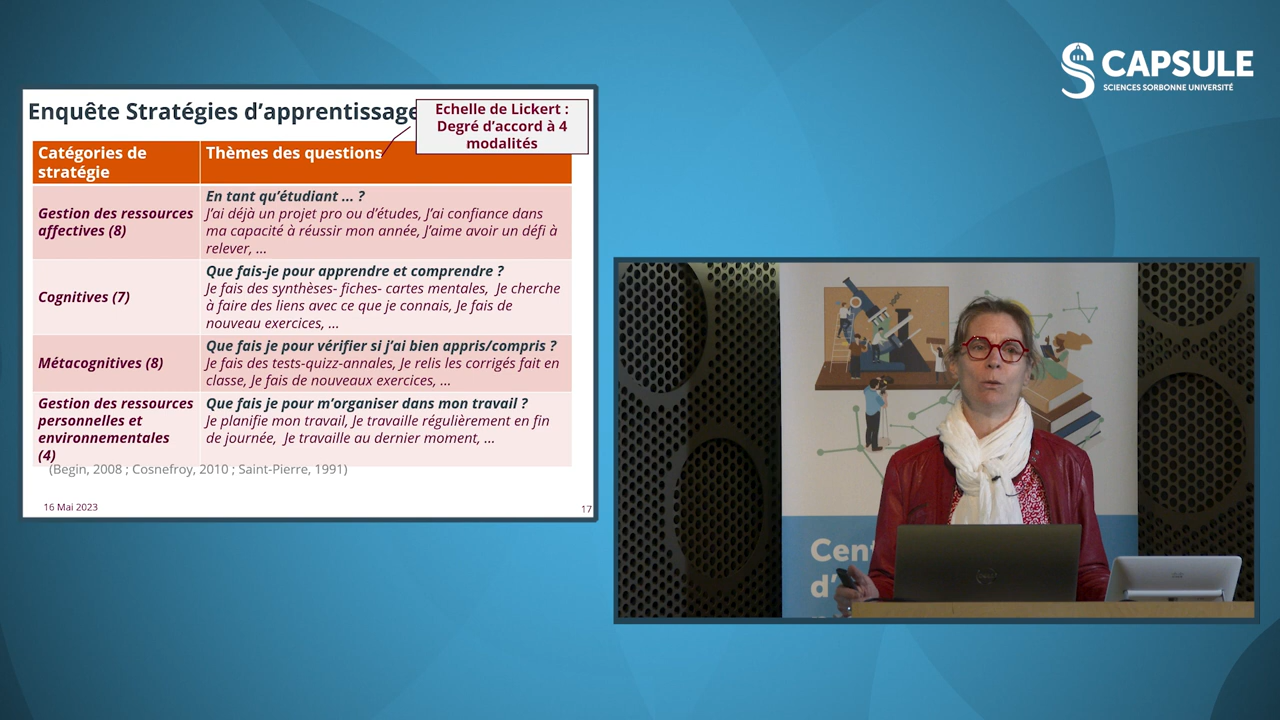 CAPSULE
SCIENCES SORBONNE UNIVERSITÉ
Enquête Stratégies d’apprentissage
Echelle de Lickert :
Degré d’accord à 4
modalités
Catégories de
stratégie
Thèmes des questions
Gestion des ressources
affectives (8)
En tant qu’étudiant ... ?
J’ai déjà un projet pro ou d’études, J’ai confiance dans
ma capacité à réussir mon année, J’aime avoir un défi à
relever, ...
Cognitives (7)
Que fais-je pour apprendre et comprendre ?
Je fais des synthèses- fiches- cartes mentales, Je cherche
à faire des liens avec ce que je connais, Je fais de
nouveau exercices, ...
Métacognitives (8)
Que fais je pour vérifier si j’ai bien appris/compris ?
Je fais des tests-quizz-annales, Je relis les corrigés fait en
classe, Je fais de nouveaux exercices, ...
Gestion des ressources
personnelles et
environnementales
(4)
Que fais je pour m’organiser dans mon travail ?
Je planifie mon travail, Je travaille régulièrement en fin
de journée, Je travaille au dernier moment, ...
(Begin, 2008 ; Cosnefroy, 2010 ; Saint-Pierre, 1991)
16 Mai 2023
17
Cent
d’